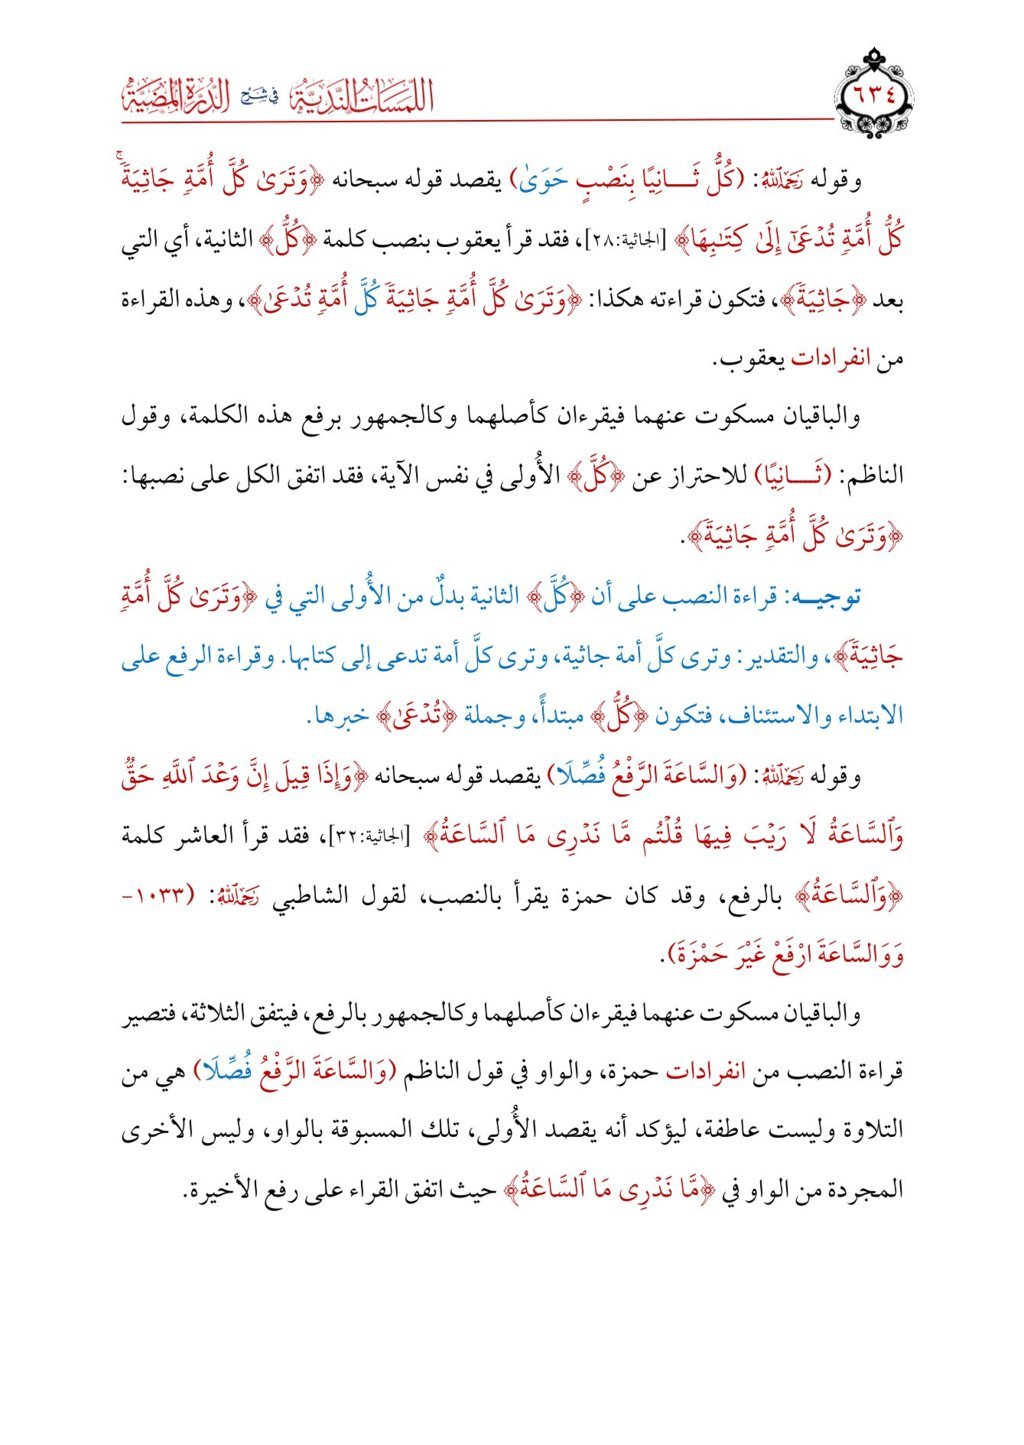 ٦٣٤
اللمسات الندية في شرح الدرة المضية
وقوله رَحِمَهُ ٱللَّهُ: (كُلُّ ثَــانِيًا بِنَصْبٍ حَوَىٰ) يقصد قوله سبحانه ﴿وَتَرَىٰ كُلَّ أُمَّةٖ جَاثِيَةٗۚ
كُلُّ أُمَّةٖ تُدۡعَىٰٓ إِلَىٰ كِتَٰبِهَا﴾ [الجاثية:٢٨]، فقد قرأ يعقوب بنصب كلمة ﴿كُلُّ﴾ الثانية، أي التي
بعد ﴿جَاثِيَةٗ﴾، فتكون قراءته هكذا: ﴿وَتَرَىٰ كُلَّ أُمَّةٖ جَاثِيَةٗ كُلَّ أُمَّةٖ تُدۡعَىٰ﴾، وهذه القراءة
من انفرادات يعقوب.
والباقيان مسكوت عنهما فيقرءان كأصلهما وكالجمهور برفع هذه الكلمة، وقول
الناظم: (ثَــانِيًا) للاحتراز عن ﴿كُلَّ﴾ الأُولى في نفس الآية، فقد اتفق الكل على نصبها:
﴿وَتَرَىٰ كُلَّ أُمَّةٖ جَاثِيَةٗ﴾.
توجيــه: قراءة النصب على أن ﴿كُلَّ﴾ الثانية بدلٌ من الأُولى التي في ﴿وَتَرَىٰ كُلَّ أُمَّةٖ
جَاثِيَةٗ﴾، والتقدير: وترى كلَّ أمة جاثية، وترى كلَّ أمة تدعى إلى كتابها. وقراءة الرفع على
الابتداء والاستئناف، فتكون ﴿كُلُّ﴾ مبتدأً، وجملة ﴿تُدۡعَىٰ﴾ خبرها.
وقوله رَحِمَهُ ٱللَّهُ: (وَالسَّاعَةَ الرَّفْعُ فُصِّلَا) يقصد قوله سبحانه ﴿وَإِذَا قِيلَ إِنَّ وَعۡدَ ٱللَّهِ حَقّٞ
وَٱلسَّاعَةُ لَا رَيۡبَ فِيهَا قُلۡتُم مَّا نَدۡرِى مَا ٱلسَّاعَةُ﴾ [الجاثية:٣٢]، فقد قرأ العاشر كلمة
﴿وَٱلسَّاعَةُ﴾ بالرفع، وقد كان حمزة يقرأ بالنصب، لقول الشاطبي رَحِمَهُ ٱللَّهُ: (١٠٣٣-
وَوَالسَّاعَةَ ارْفَعْ غَيْرَ حَمْزَةَ).
والباقيان مسكوت عنهما فيقرءان كأصلهما وكالجمهور بالرفع، فيتفق الثلاثة، فتصير
قراءة النصب من انفرادات حمزة، والواو في قول الناظم (وَالسَّاعَةَ الرَّفْعُ فُصِّلَا) هي من
التلاوة وليست عاطفة، ليؤكد أنه يقصد الأُولى، تلك المسبوقة بالواو، وليس الأخرى
المجردة من الواو في ﴿مَّا نَدۡرِى مَا ٱلسَّاعَةُ﴾ حيث اتفق القراء على رفع الأخيرة.